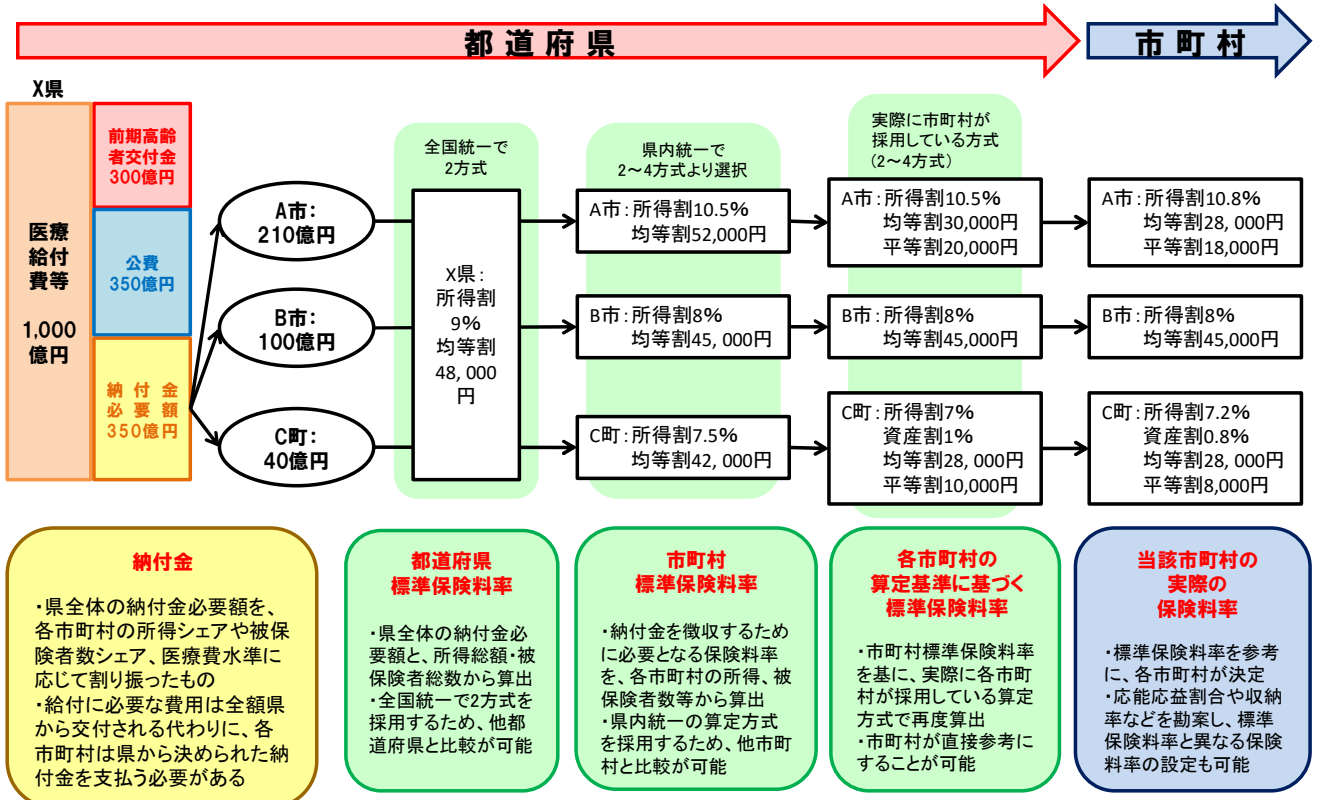 都道府県
市町村
X県
医療
給付
費等
1,000
億円
前期高齢
者交付金
300億円
公費
350億円
納付金
必要額
350億円
A市:
210億円
B市:
100億円
C町:
40億円
全国統一で
2方式
X県:
所得割
9%
均等割
48,000
円
県内統一で
2~4方式より選択
A市:所得割10.5%
均等割52,000円
B市:所得割8%
均等割45,000円
C町:所得割7.5%
均等割42,000円
実際に市町村が
採用している方式
(2~4方式)
A市:所得割10.5%
均等割30,000円
平等割20,000円
B市:所得割8%
均等割45,000円
C町:所得割7%
資産割1%
均等割28,000円
平等割10,000円
A市:所得割10.8%
均等割28,000円
平等割18,000円
B市:所得割8%
均等割45,000円
C町:所得割7.2%
資産割0.8%
均等割28,000円
平等割8,000円
納付金
・県全体の納付金必要額を、
各市町村の所得シェアや被保
険者数シェア、医療費水準に
応じて割り振ったもの
・給付に必要な費用は全額県
から交付される代わりに、各
市町村は県から決められた納
付金を支払う必要がある
都道府県
標準保険料率
・県全体の納付金必
要額と、所得総額・被
保険者総数から算出
・全国統一で2方式を
採用するため、他都
道府県と比較が可能
市町村
標準保険料率
・納付金を徴収するため
に必要となる保険料率
を、各市町村の所得、被
保険者数等から算出
・県内統一の算定方式
を採用するため、他市町
村と比較が可能
各市町村の
算定基準に基づく
標準保険料率
・市町村標準保険料率
を基に、実際に各市町
村が採用している算定
方式で再度算出
・市町村が直接参考に
することが可能
当該市町村の
実際の
保険料率
・標準保険料率を参考
に、各市町村が決定
・応能応益割合や収納
率などを勘案し、標準
保険料率と異なる保険
料率の設定も可能